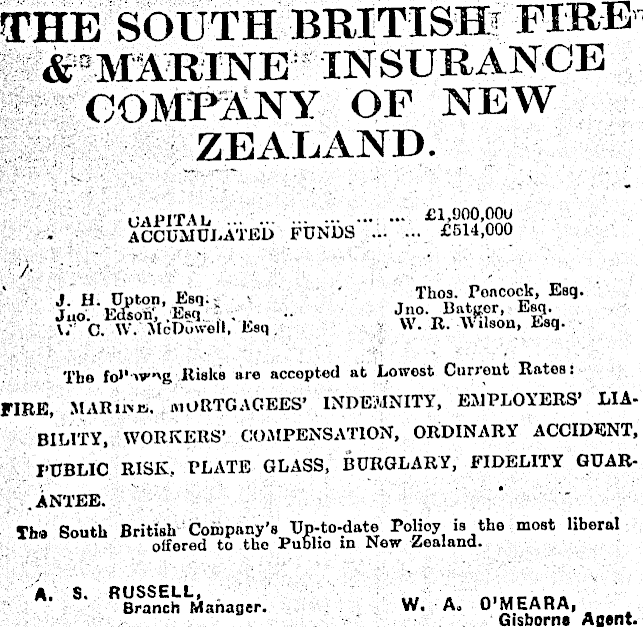 THE SOUTH BRITISH FIRE
& MARINE INSURANCE
COMPANY OF NEW
ZEALAND.
CAPITAL ... ... ... ... ... ... £1,900,000
ACCUMULATED FUNDS ... ... £514,000
J. H. Upton, Esq. Thos. Peacock, Esq.
Jno. Edson, Esq Jno. Batger, Esq.
C. W. McDowell, Esq W. R. Wilson, Esq.
The following Risks are accepted at Lowest Current Rates:
FIRE, MARINE, MORTGAGEES' INDEMNITY, EMPLOYERS' LIA-
BILITY, WORKERS' COMPENSATION, ORDINARY ACCIDENT,
PUBLIC RISK, PLATE GLASS, BURGLARY, FIDELITY GUAR-
ANTEE.
The South British Company's Up-to-date Policy is the most liberal
offered to the Public in New Zealand.
A. S. RUSSELL,
Branch Manager.
W. A. O'MEARA,
Gisborne Agent.